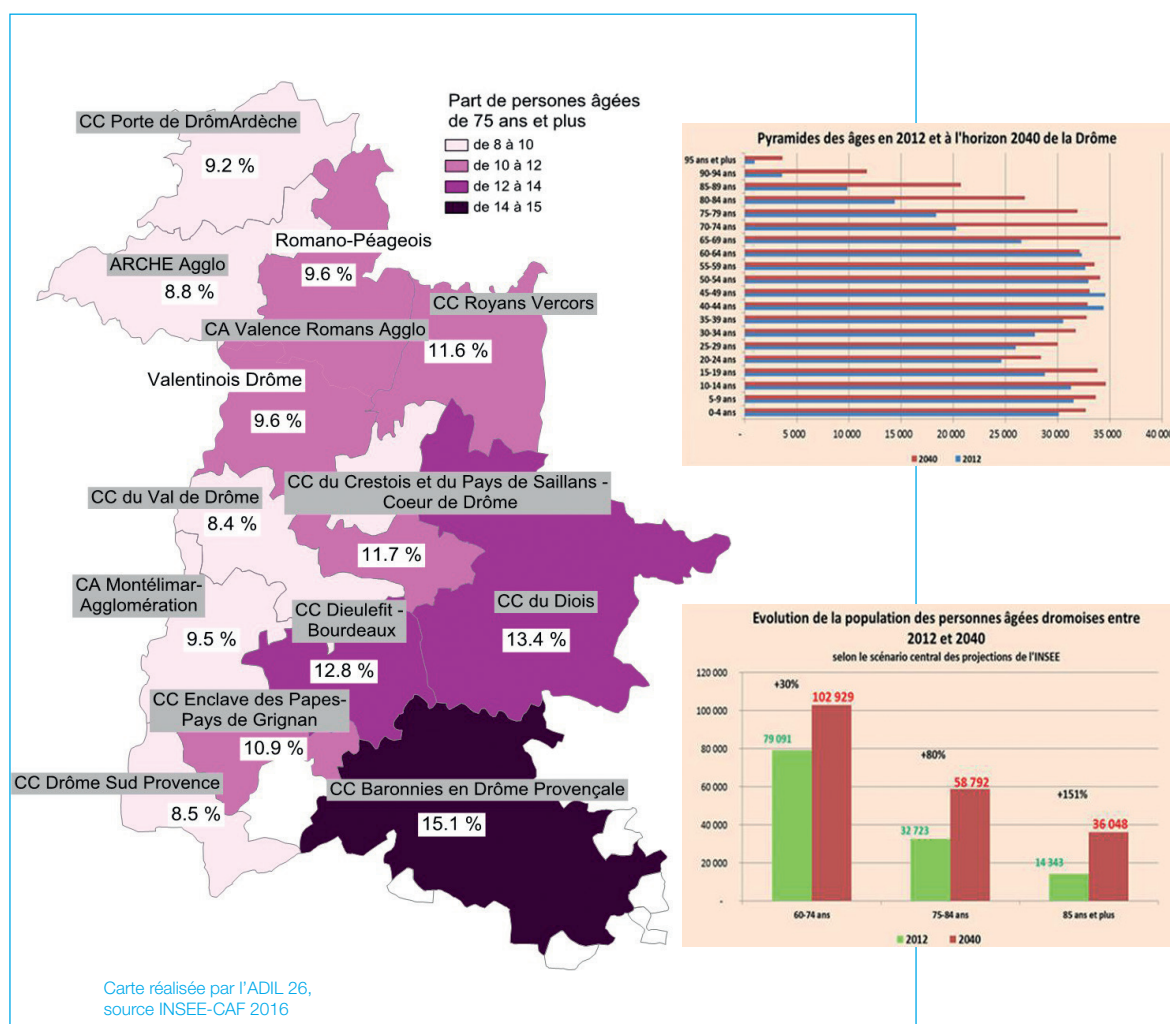 Part de persones âgées
de 75 ans et plus
de 8 à 10
de 10 à 12
de 12 à 14
de 14 à 15
CC Porte de DrômArdèche
9.2 %
Romano-Péageois
9.6 %
ARCHE Agglo
8.8 %
CC Royans Vercors
11.6 %
CA Valence Romans Agglo
Valentinois Drôme
9.6 %
CC du Val de Drôme
8.4 %
CC du Crestois et du Pays de Saillans -
Coeur de Drôme
11.7 %
CA Montélimar-
Agglomération
9.5 %
CC Dieulefit -
Bourdeaux
12.8 %
CC du Diois
13.4 %
CC Enclave des Papes-
Pays de Grignan
10.9 %
CC Drôme Sud Provence
8.5 %
CC Baronnies en Drôme Provençale
15.1 %
Carte réalisée par l'ADIL 26,
source INSEE-CAF 2016
Pyramides des âges en 2012 et à l'horizon 2040 de la Drôme
95 ans et plus
90-94 ans
85-89 ans
80-84 ans
75-79 ans
70-74 ans
65-69 ans
60-64 ans
55-59 ans
50-54 ans
45-49 ans
40-44 ans
35-39 ans
30-34 ans
25-29 ans
20-24 ans
15-19 ans
10-14 ans
5-9 ans
0-4 ans
- 5 000 10 000 15 000 20 000 25 000 30 000 35 000 40 000
2040 2012
Evolution de la population des personnes âgées dromoises entre
2012 et 2040
selon le scénario central des projections de l'INSEE
120 000
100 000
80 000
60 000
40 000
20 000
-
+30%
79 091
102 929
+80%
32 723
58 792
+151%
14 343
36 048
60-74 ans 75-84 ans 85 ans et plus
2012 2040